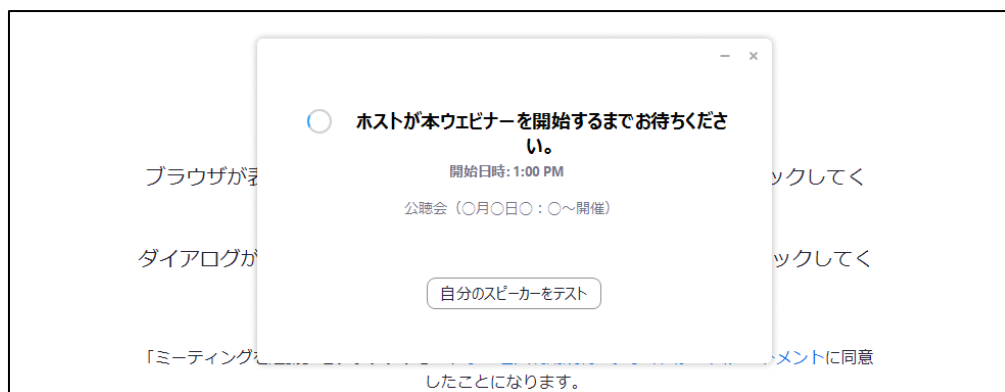 ホストが本ウェビナーを開始するまでお待ちくださ
い。
開始日時: 1:00 PM
ブラウザが ックしてく
公聴会（〇月〇日〇：〇～開催）
ダイアログが ックしてく
自分のスピーカーをテスト
「ミーティング メントに同意
したことになります。